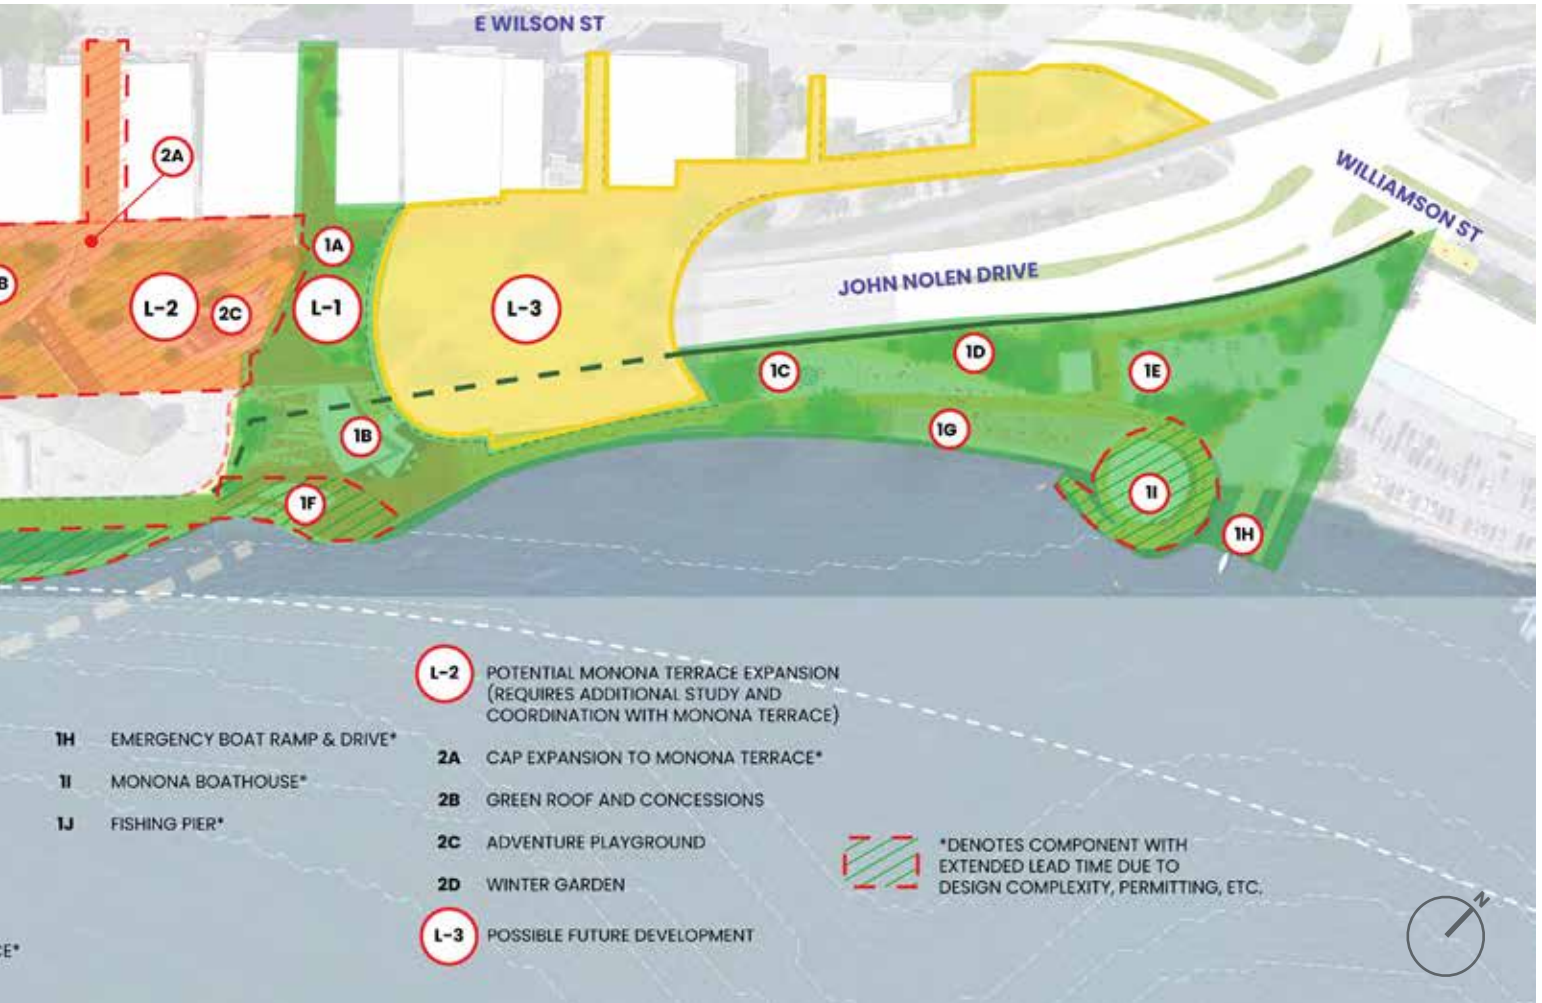 E WILSON ST
2A
WILLIAMSON ST
1A
B
L-2
2C
L-1
L-3
JOHN NOLEN DRIVE
1C
1D
1E
1B
1G
1F
1I
1H
L-2 POTENTIAL MONONA TERRACE EXPANSION
(REQUIRES ADDITIONAL STUDY AND
COORDINATION WITH MONONA TERRACE)
1H EMERGENCY BOAT RAMP & DRIVE*
1I MONONA BOATHOUSE*
1J FISHING PIER*
CE*
2A CAP EXPANSION TO MONONA TERRACE*
2B GREEN ROOF AND CONCESSIONS
2C ADVENTURE PLAYGROUND
2D WINTER GARDEN
L-3 POSSIBLE FUTURE DEVELOPMENT
*DENOTES COMPONENT WITH
EXTENDED LEAD TIME DUE TO
DESIGN COMPLEXITY, PERMITTING, ETC.
N